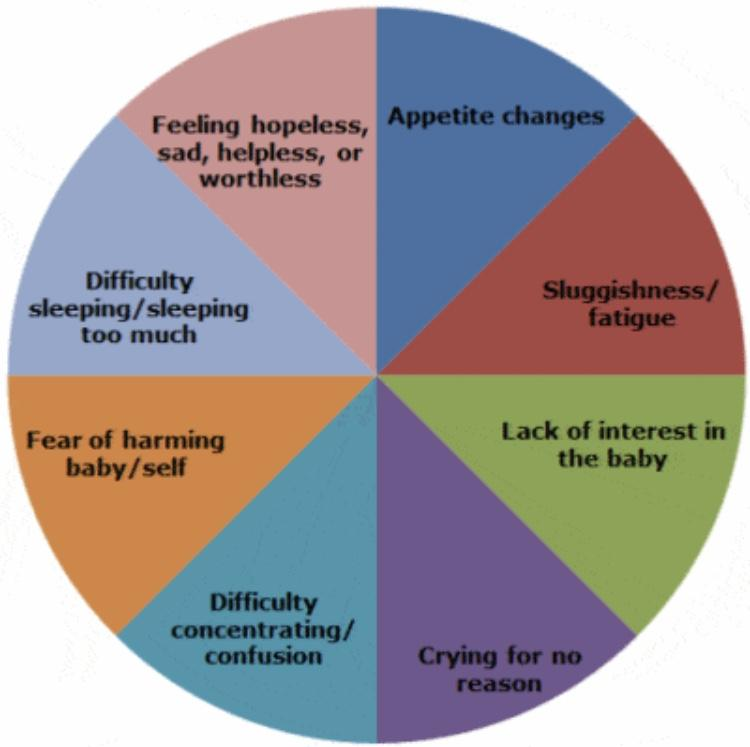 Appetite changes
Sluggishness/
fatigue
Lack of interest in
the baby
Crying for no
reason
Difficulty
concentrating/
confusion
Fear of harming
baby/self
Difficulty
sleeping/sleeping
too much
Feeling hopeless,
sad, helpless, or
worthless